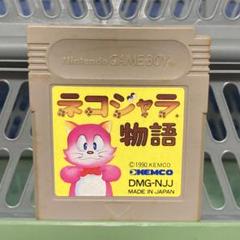 Nintendo GAME BOY
ネコジャラ
物語
©1990 KEMCO
KEMCO
DMG-NJJ
MADE IN JAPAN